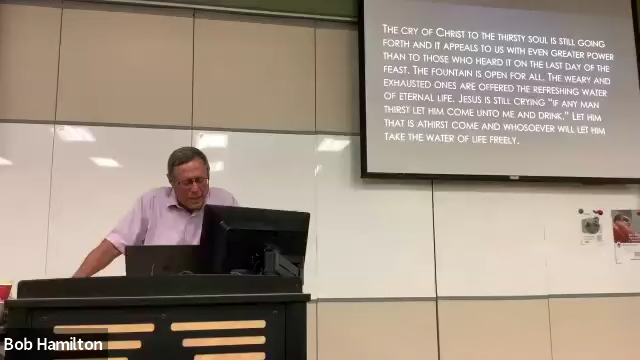 The cry of Christ to the thirsty soul is still going
forth and it appeals to us with even greater power
than to those who heard it on the last day of the
feast. The fountain is open for all. The weary and
exhausted ones are offered the refreshing water
of eternal life. Jesus is still crying "if any man
thirst let him come unto me and drink." Let him
that is athirst come and whosoever will let him
take the water of life freely.
Bob Hamilton